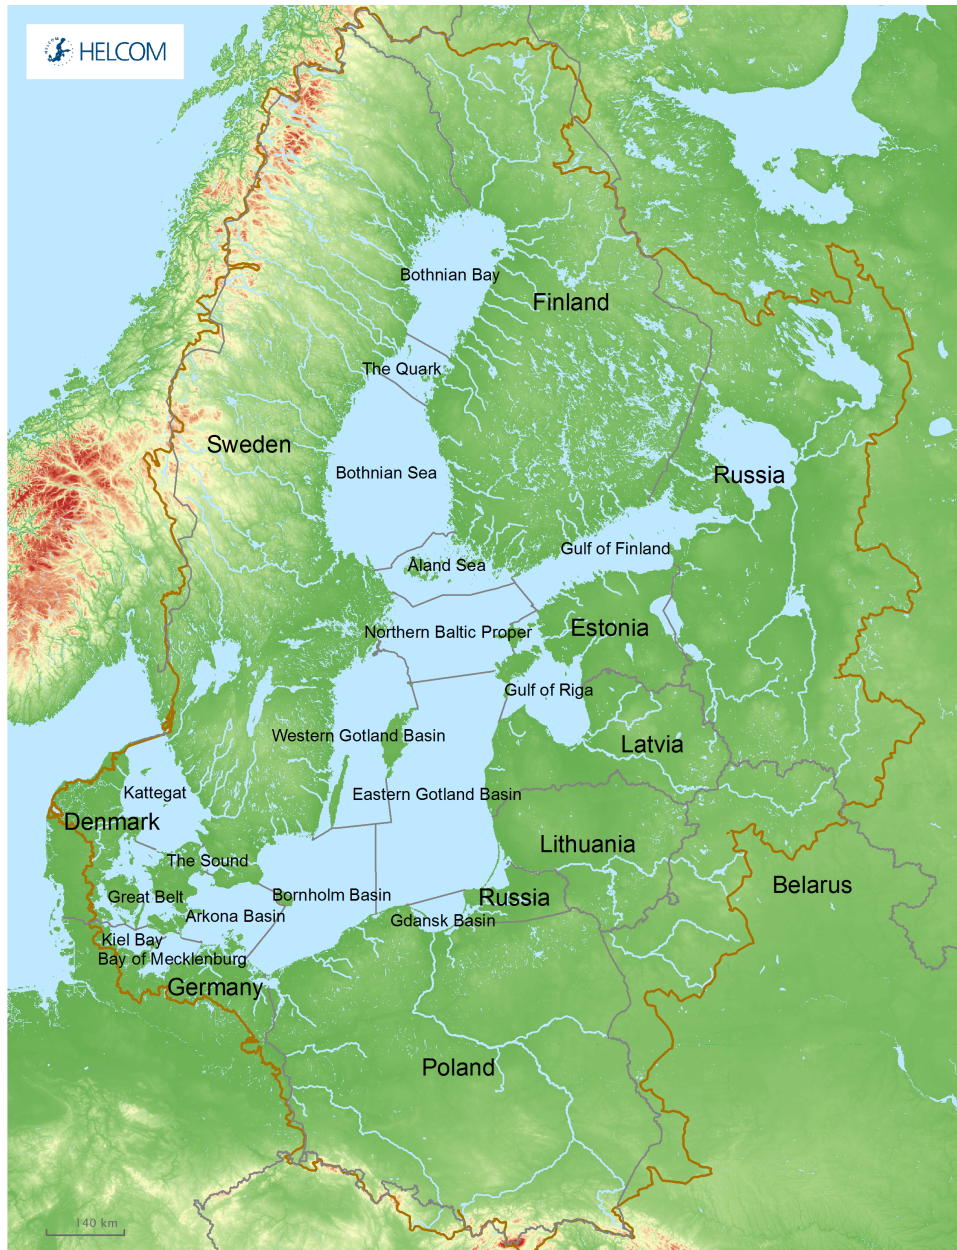 HELCOM
Bothnian Bay
Finland
The Quark
Sweden
Bothnian Sea
Russia
Gulf of Finland
Åland Sea
Estonia
Northern Baltic Proper
Gulf of Riga
Western Gotland Basin
Latvia
Kattegat
Eastern Gotland Basin
Denmark
Lithuania
The Sound
Belarus
Great Belt
Bornholm Basin
Russia
Arkona Basin
Gdansk Basin
Kiel Bay
Bay of Mecklenburg
Germany
Poland
140 km